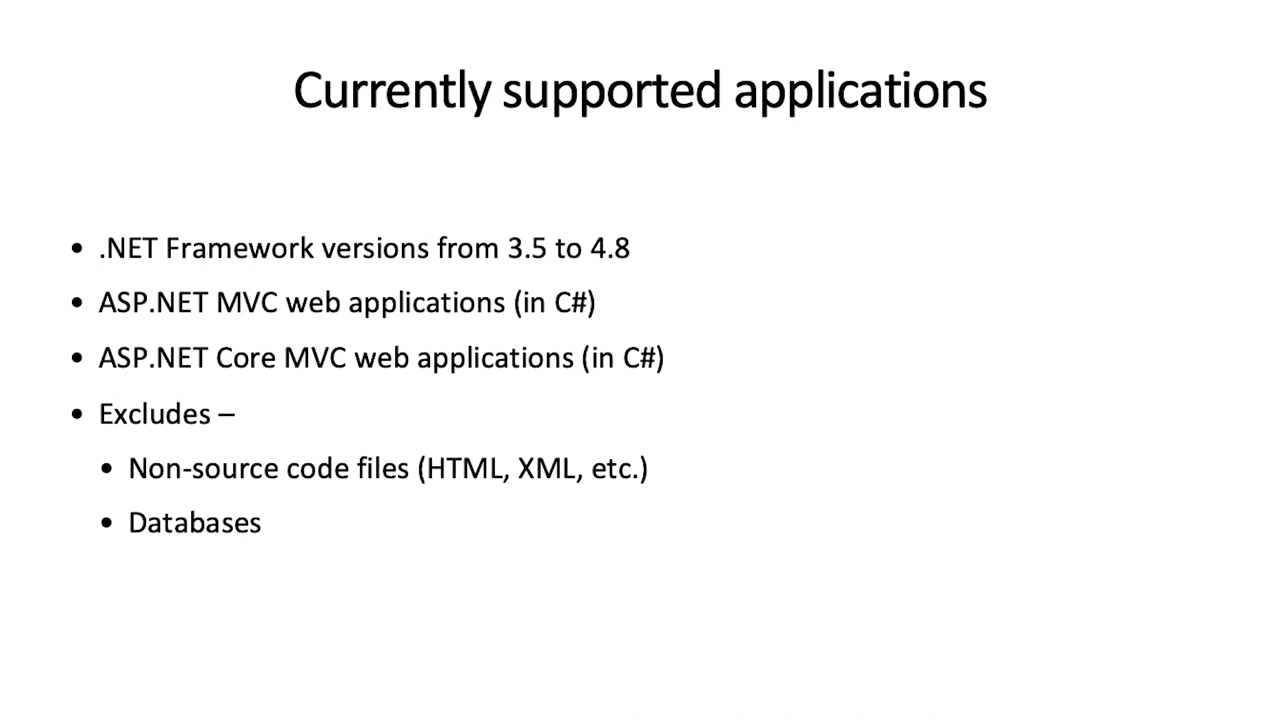 Currently supported applications
• .NET Framework versions from 3.5 to 4.8
• ASP.NET MVC web applications (in C#)
• ASP.NET Core MVC web applications (in C#)
• Excludes –
• Non-source code files (HTML, XML, etc.)
• Databases